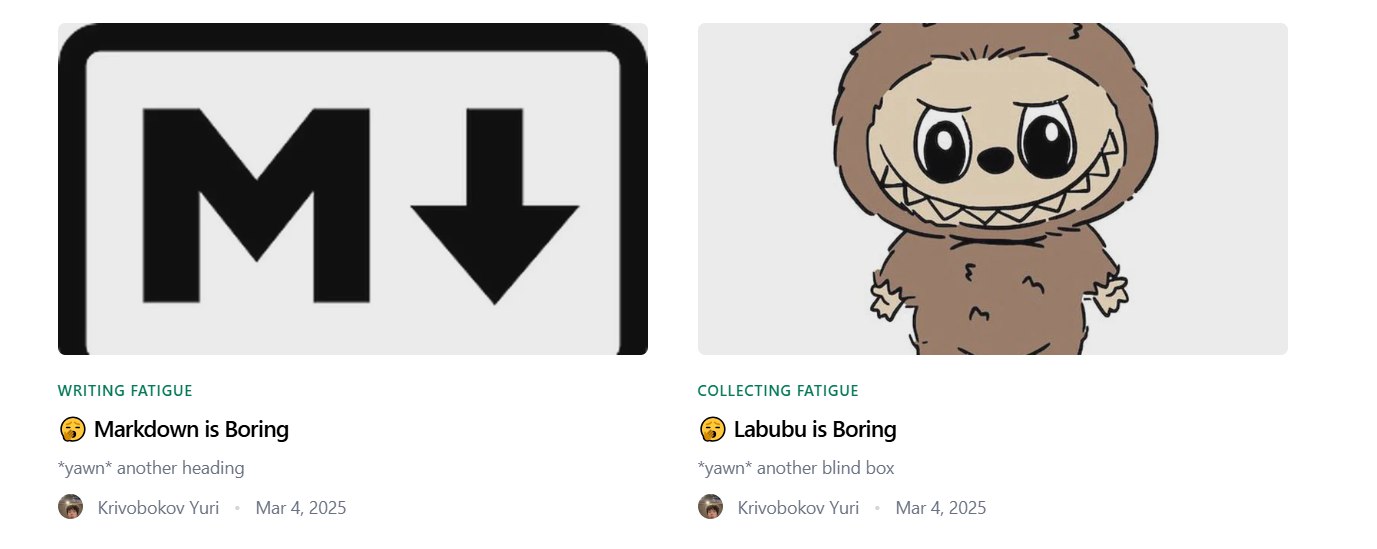 M
WRITING FATIGUE
🥱 Markdown is Boring
*yawn* another heading
Krivobokov Yuri • Mar 4, 2025
COLLECTING FATIGUE
🥱 Labubu is Boring
*yawn* another blind box
Krivobokov Yuri • Mar 4, 2025